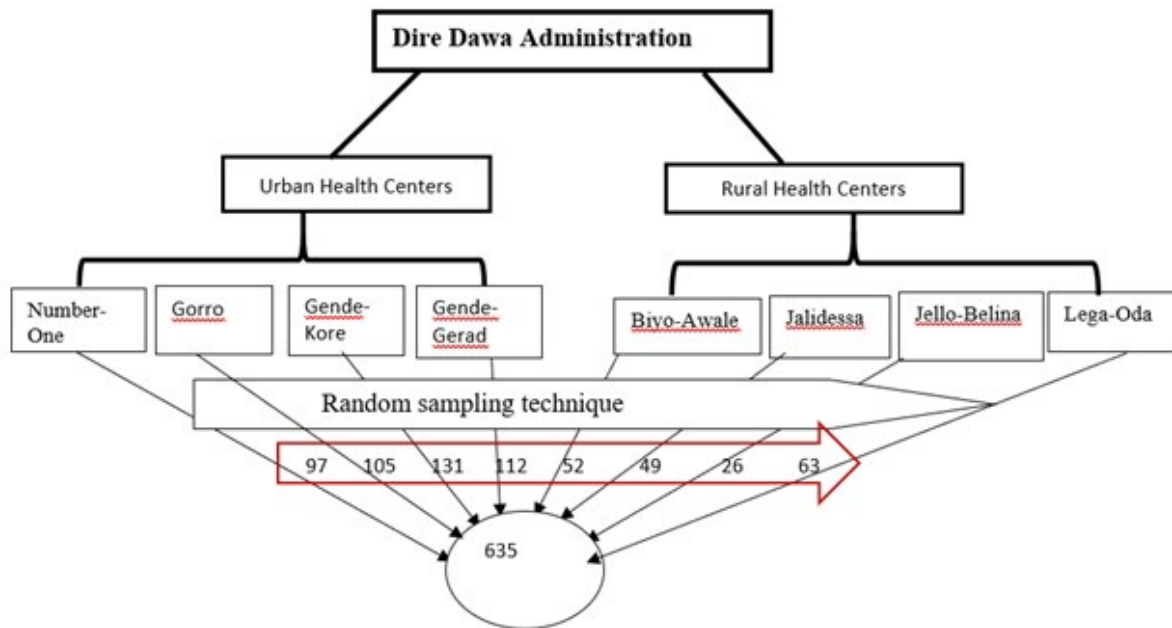 Dire Dawa Administration
Urban Health Centers
Rural Health Centers
Number-
One
Gorro
Gende-
Kore
Gende-
Gerad
Biyo-Awale
Jalidessa
Jello-Belina
Lega-Oda
Random sampling technique
97 105 131 112 52 49 26 63
635